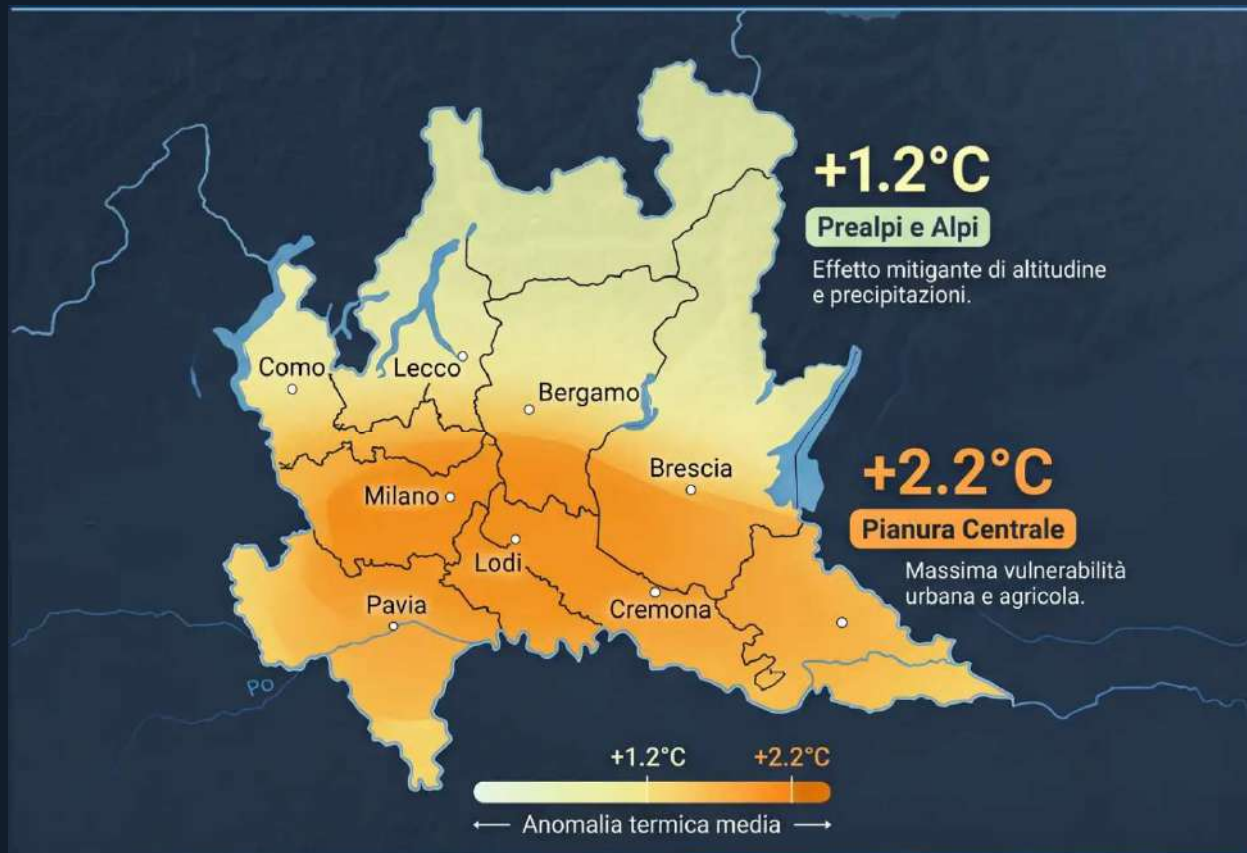 +1.2°C
Prealpi e Alpi
Effetto mitigante di altitudine
e precipitazioni.
Como
Lecco
Bergamo
Brescia
Milano
+2.2°C
Pianura Centrale
Massima vulnerabilità
urbana e agricola.
Lodi
Pavia
Cremona
Po
+1.2°C
+2.2°C
← Anomalia termica media →